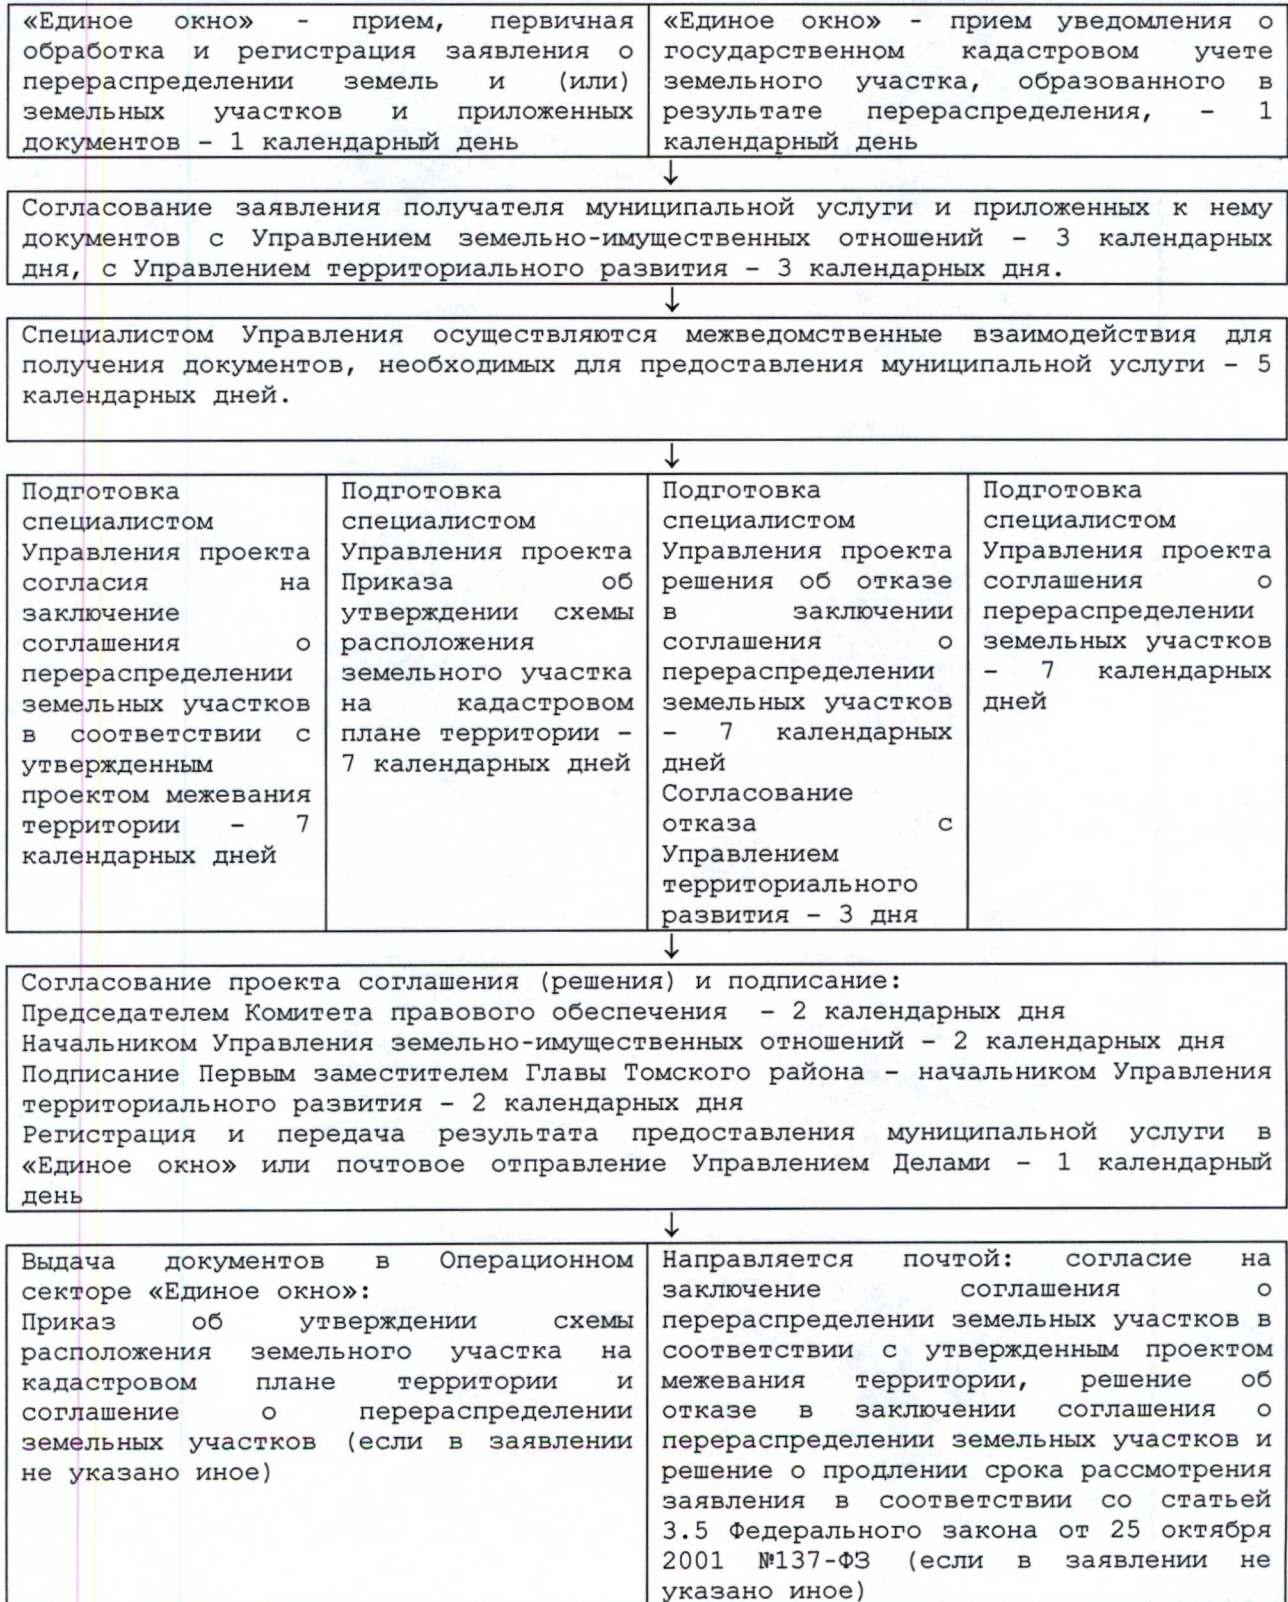 «Единое окно» - прием, первичная
обработка и регистрация заявления о
перераспределении земель и (или)
земельных участков и приложенных
документов – 1 календарный день
«Единое окно» - прием уведомления о
государственном кадастровом учете
земельного участка, образованного в
результате перераспределения, – 1
календарный день
↓
Согласование заявления получателя муниципальной услуги и приложенных к нему
документов с Управлением земельно-имущественных отношений – 3 календарных
дня, с Управлением территориального развития – 3 календарных дня.
↓
Специалистом Управления осуществляются межведомственные взаимодействия для
получения документов, необходимых для предоставления муниципальной услуги – 5
календарных дней.
↓
Подготовка
специалистом
Управления проекта
согласия на
заключение
соглашения о
перераспределении
земельных участков
в соответствии с
утвержденным
проектом межевания
территории – 7
календарных дней
Подготовка
специалистом
Управления проекта
Приказа об
утверждении схемы
расположения
земельного участка
на кадастровом
плане территории –
7 календарных дней
Подготовка
специалистом
Управления проекта
решения об отказе
в заключении
соглашения о
перераспределении
земельных участков
– 7 календарных
дней
Согласование
отказа с
Управлением
территориального
развития – 3 дня
Подготовка
специалистом
Управления проекта
соглашения о
перераспределении
земельных участков
– 7 календарных
дней
↓
Согласование проекта соглашения (решения) и подписание:
Председателем Комитета правового обеспечения – 2 календарных дня
Начальником Управления земельно-имущественных отношений – 2 календарных дня
Подписание Первым заместителем Главы Томского района – начальником Управления
территориального развития – 2 календарных дня
Регистрация и передача результата предоставления муниципальной услуги в
«Единое окно» или почтовое отправление Управлением Делами – 1 календарный
день
↓
Выдача документов в Операционном
секторе «Единое окно»:
Приказ об утверждении схемы
расположения земельного участка на
кадастровом плане территории и
соглашение о перераспределении
земельных участков (если в заявлении
не указано иное)
Направляется почтой: согласие на
заключение соглашения о
перераспределении земельных участков в
соответствии с утвержденным проектом
межевания территории, решение об
отказе в заключении соглашения о
перераспределении земельных участков и
решение о продлении срока рассмотрения
заявления в соответствии со статьей
3.5 Федерального закона от 25 октября
2001 №137-ФЗ (если в заявлении не
указано иное)